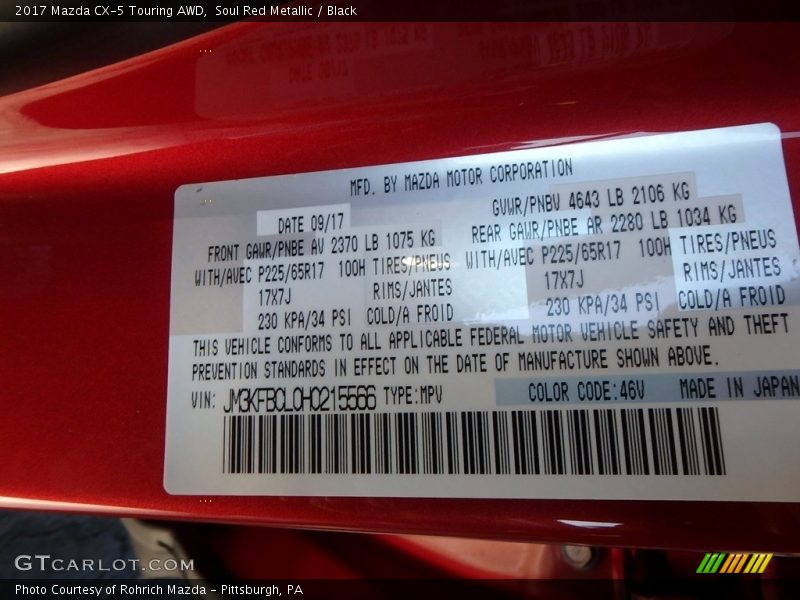 2017 Mazda CX-5 Touring AWD, Soul Red Metallic / Black
MFD. BY MAZDA MOTOR CORPORATION
DATE 09/17
GVWR/PNBV 4643 LB 2106 KG
FRONT GAWR/PNBE AV 2370 LB 1075 KG
REAR GAWR/PNBE AR 2280 LB 1034 KG
WITH/AVEC P225/65R17 100H TIRES/PNEUS
WITH/AVEC P225/65R17 100H TIRES/PNEUS
17X7J RIMS/JANTES
17X7J RIMS/JANTES
230 KPA/34 PSI COLD/A FROID
230 KPA/34 PSI COLD/A FROID
THIS VEHICLE CONFORMS TO ALL APPLICABLE FEDERAL MOTOR VEHICLE SAFETY AND THEFT
PREVENTION STANDARDS IN EFFECT ON THE DATE OF MANUFACTURE SHOWN ABOVE.
VIN: JM3KFBCL0H0215566 TYPE:MPV COLOR CODE:46V MADE IN JAPAN
GTCARLOT.COM
Photo Courtesy of Rohrich Mazda - Pittsburgh, PA